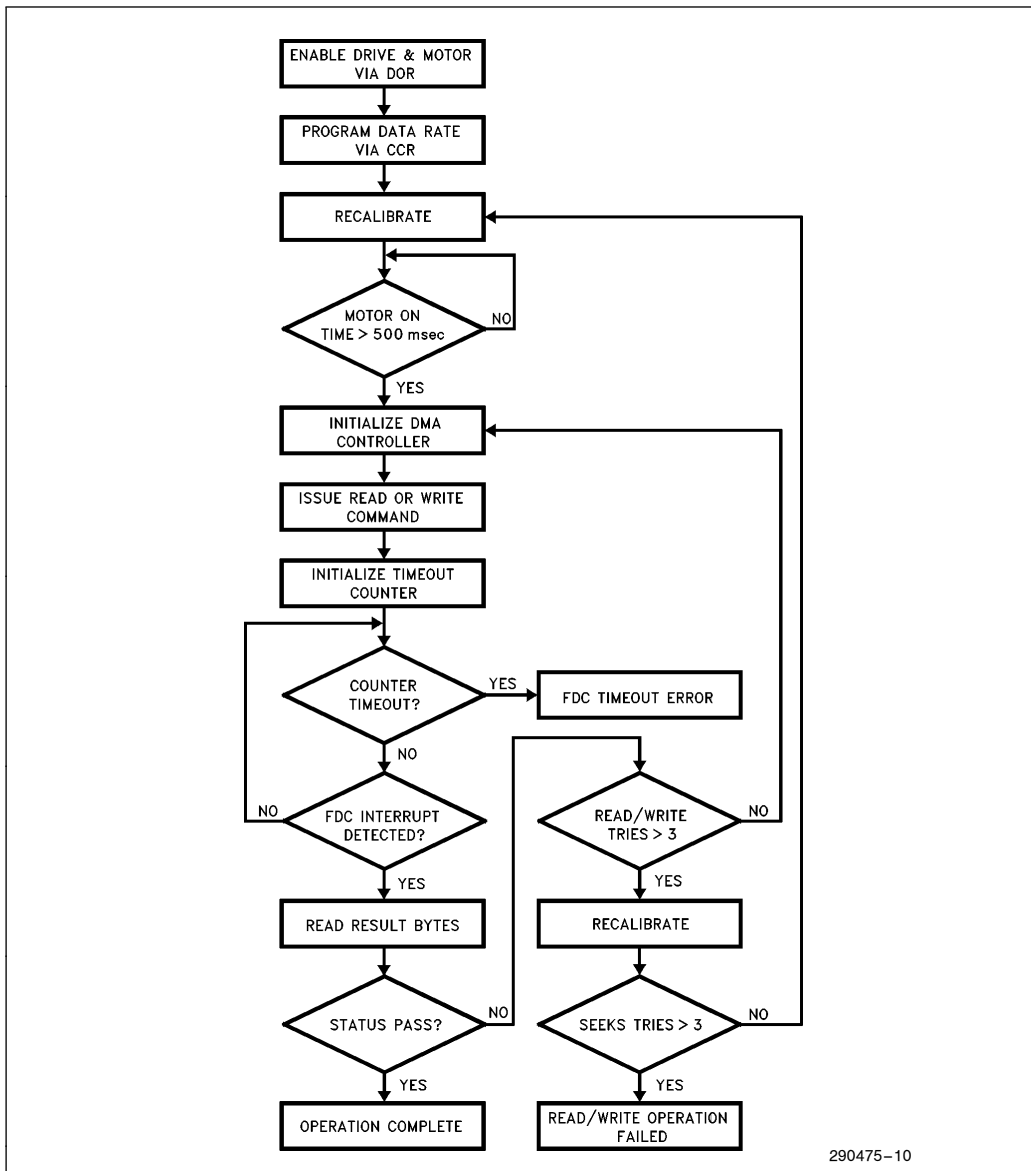 ENABLE DRIVE & MOTOR
VIA DOR
PROGRAM DATA RATE
VIA CCR
RECALIBRATE
MOTOR ON
TIME > 500 msec
NO
YES
INITIALIZE DMA
CONTROLLER
ISSUE READ OR WRITE
COMMAND
INITIALIZE TIMEOUT
COUNTER
COUNTER
TIMEOUT?
YES
FDC TIMEOUT ERROR
NO
FDC INTERRUPT
DETECTED?
NO
YES
READ/WRITE
TRIES > 3
NO
YES
READ RESULT BYTES
RECALIBRATE
STATUS PASS?
NO
YES
SEEKS TRIES > 3
NO
YES
OPERATION COMPLETE
READ/WRITE OPERATION
FAILED
290475-10